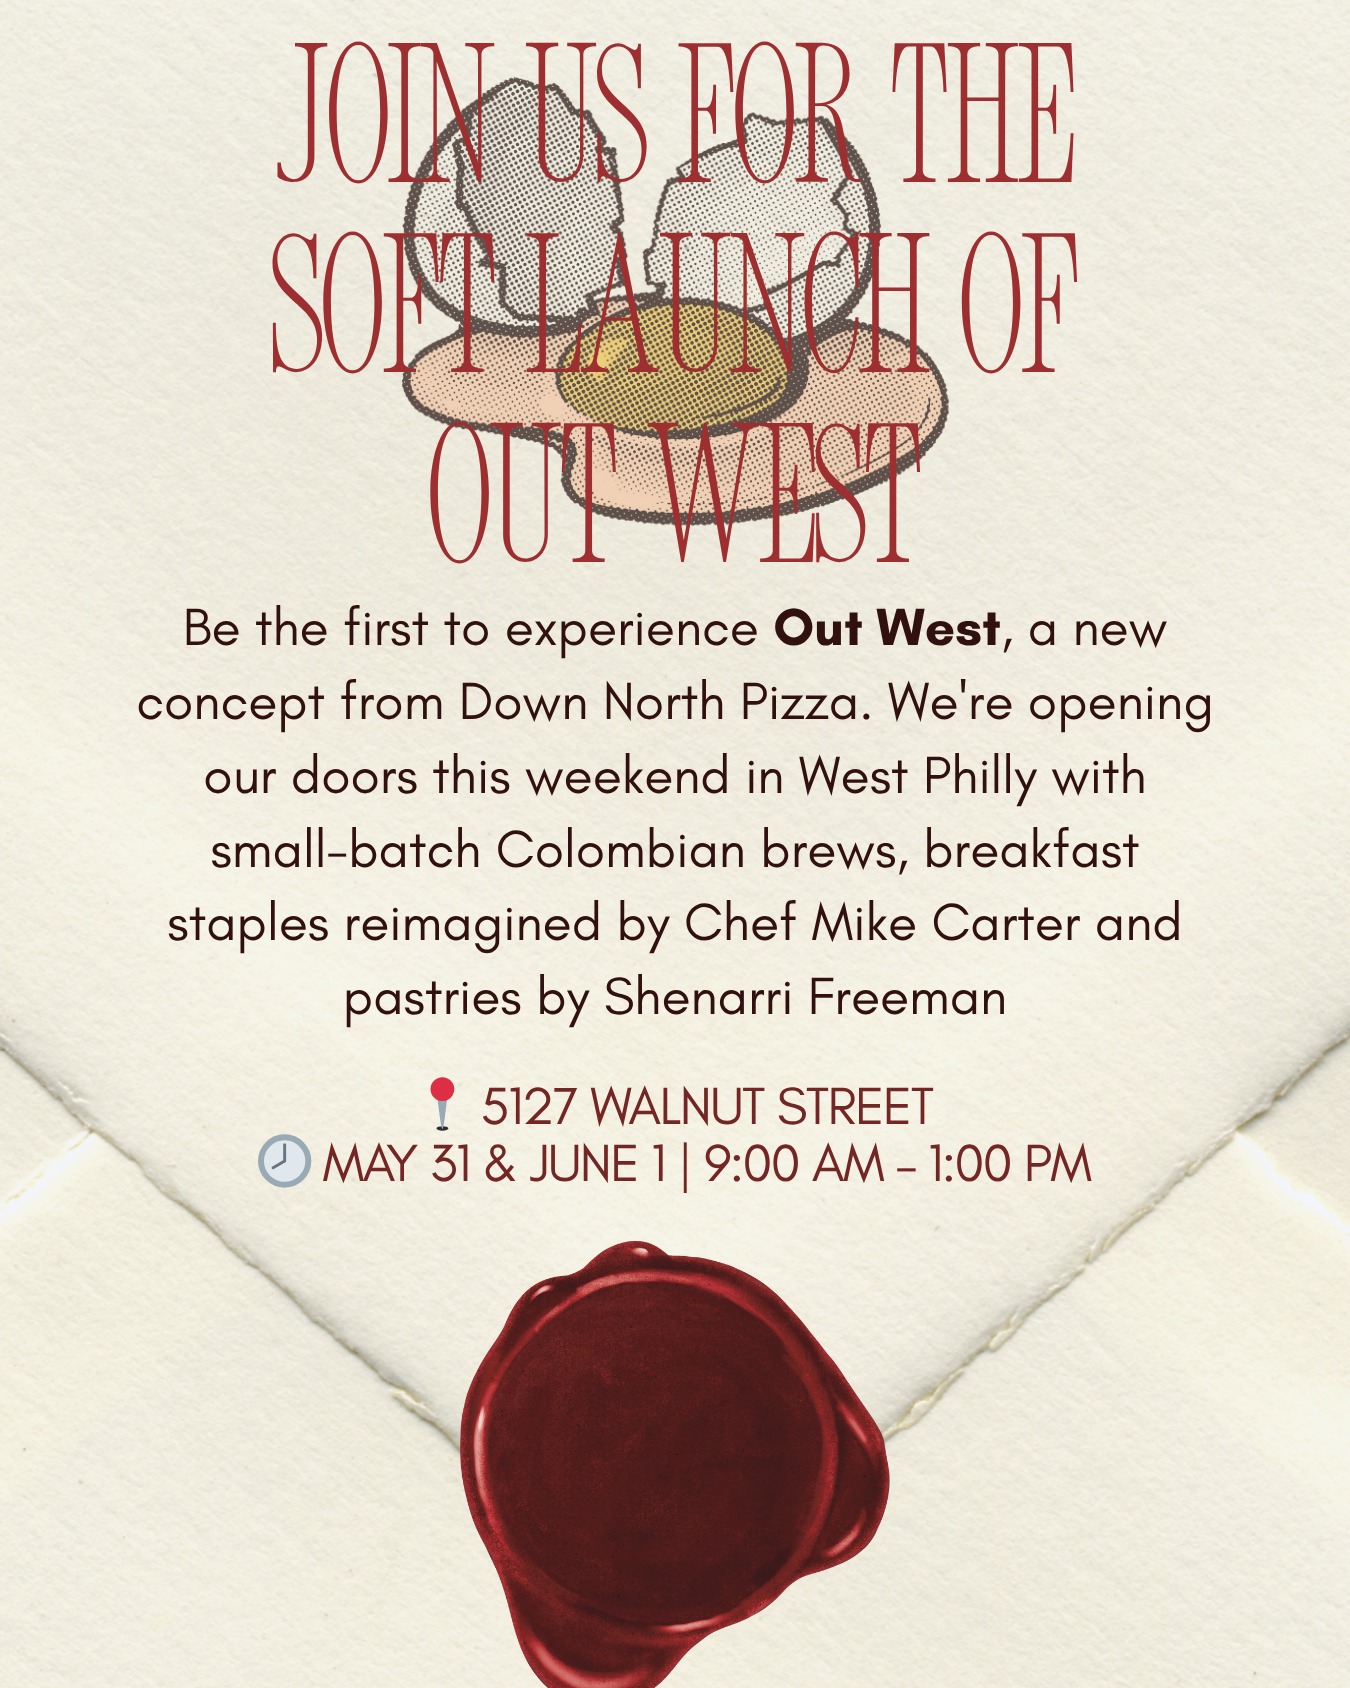 JOIN US FOR THE
SOFT LAUNCH OF
OUT WEST
Be the first to experience Out West, a new
concept from Down North Pizza. We're opening
our doors this weekend in West Philly with
small-batch Colombian brews, breakfast
staples reimagined by Chef Mike Carter and
pastries by Shenarri Freeman
📍 5127 WALNUT STREET
🕗 MAY 31 & JUNE 1 | 9:00 AM – 1:00 PM